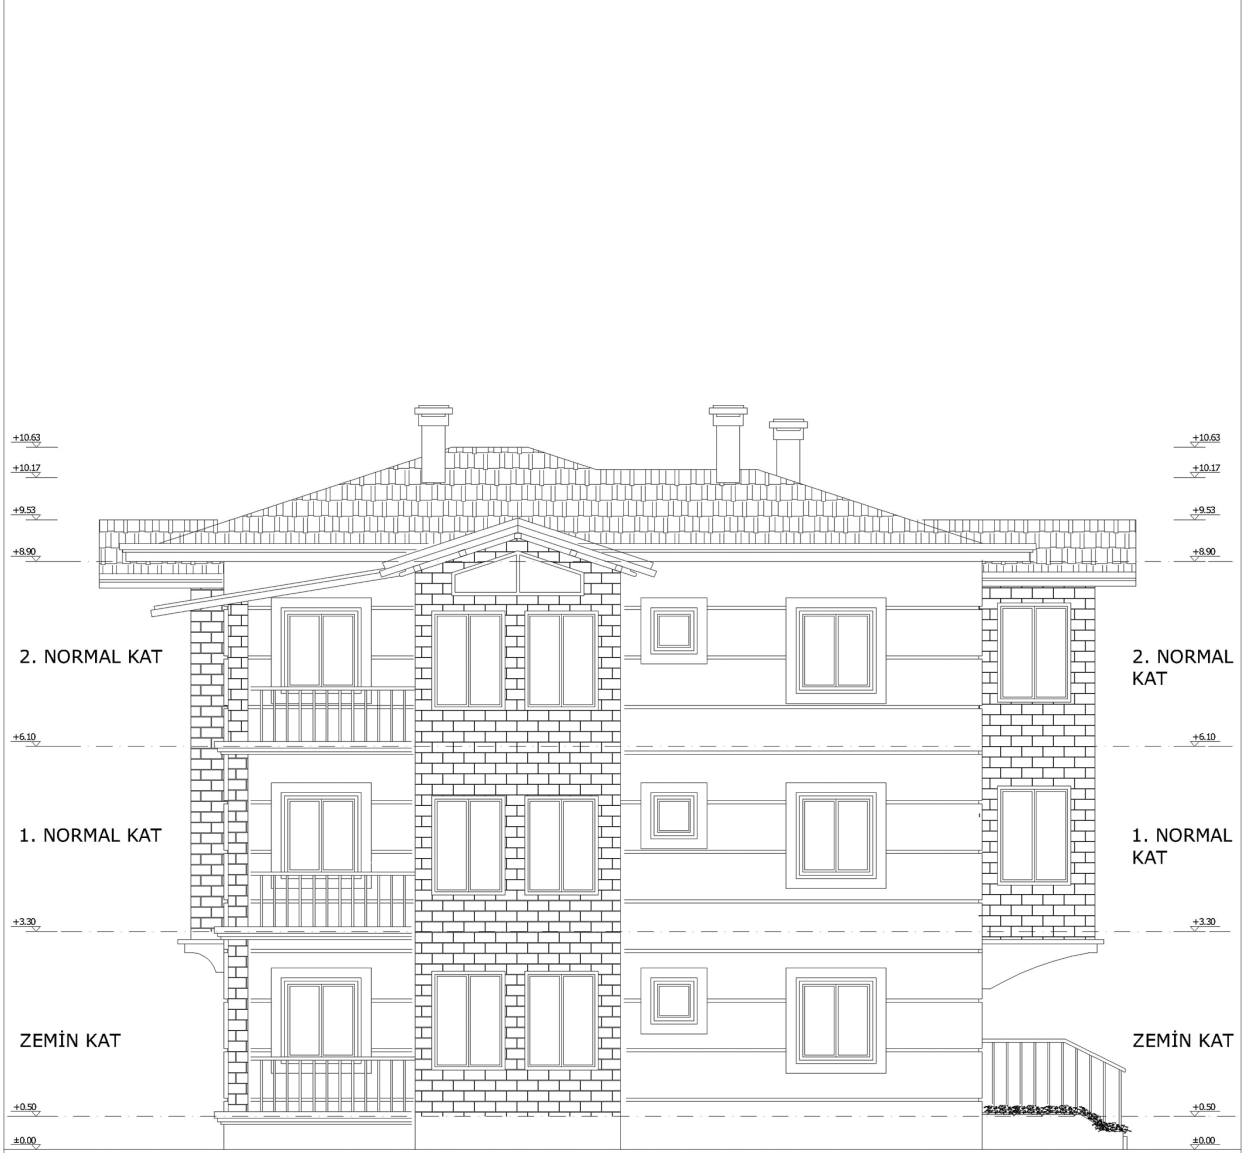 +10.63
+10.63
+10.17
+10.17
+9.53
+9.53
+8.90
+8.90
2. NORMAL KAT
2. NORMAL
KAT
+6.10
+6.10
1. NORMAL KAT
1. NORMAL
KAT
+3.30
+3.30
ZEMİN KAT
ZEMİN KAT
+0.50
+0.50
±0.00
±0.00